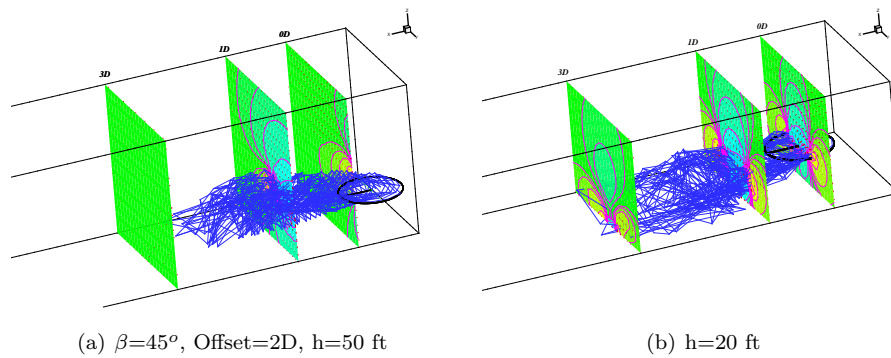 0D
1D
3D
X
0D
1D
3D
X
(a) β=45°, Offset=2D, h=50 ft
(b) h=20 ft